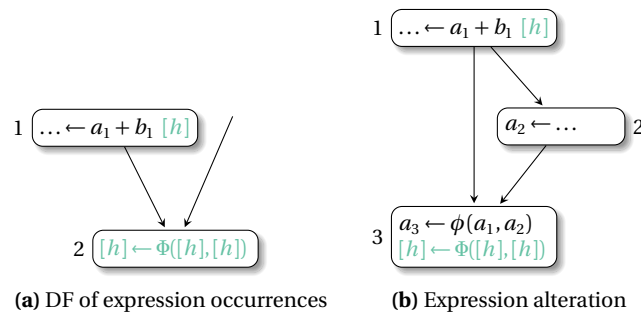 1 … ← a₁ + b₁ [h]
2 [h] ← Φ([h],[h])
(a) DF of expression occurrences
1 … ← a₁ + b₁ [h]
a₂ ← … 2
3 a₃ ← ϕ(a₁,a₂)
[h] ← Φ([h],[h])
(b) Expression alteration